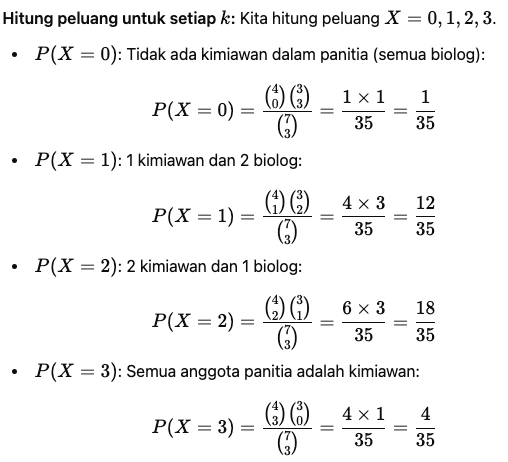 Hitung peluang untuk setiap k: Kita hitung peluang X = 0, 1, 2, 3.
• P(X = 0): Tidak ada kimiawan dalam panitia (semua biolog):
P(X = 0) = \frac{\binom{4}{0}\binom{3}{3}}{\binom{7}{3}} = \frac{1 × 1}{35} = \frac{1}{35}
• P(X = 1): 1 kimiawan dan 2 biolog:
P(X = 1) = \frac{\binom{4}{1}\binom{3}{2}}{\binom{7}{3}} = \frac{4 × 3}{35} = \frac{12}{35}
• P(X = 2): 2 kimiawan dan 1 biolog:
P(X = 2) = \frac{\binom{4}{2}\binom{3}{1}}{\binom{7}{3}} = \frac{6 × 3}{35} = \frac{18}{35}
• P(X = 3): Semua anggota panitia adalah kimiawan:
P(X = 3) = \frac{\binom{4}{3}\binom{3}{0}}{\binom{7}{3}} = \frac{4 × 1}{35} = \frac{4}{35}